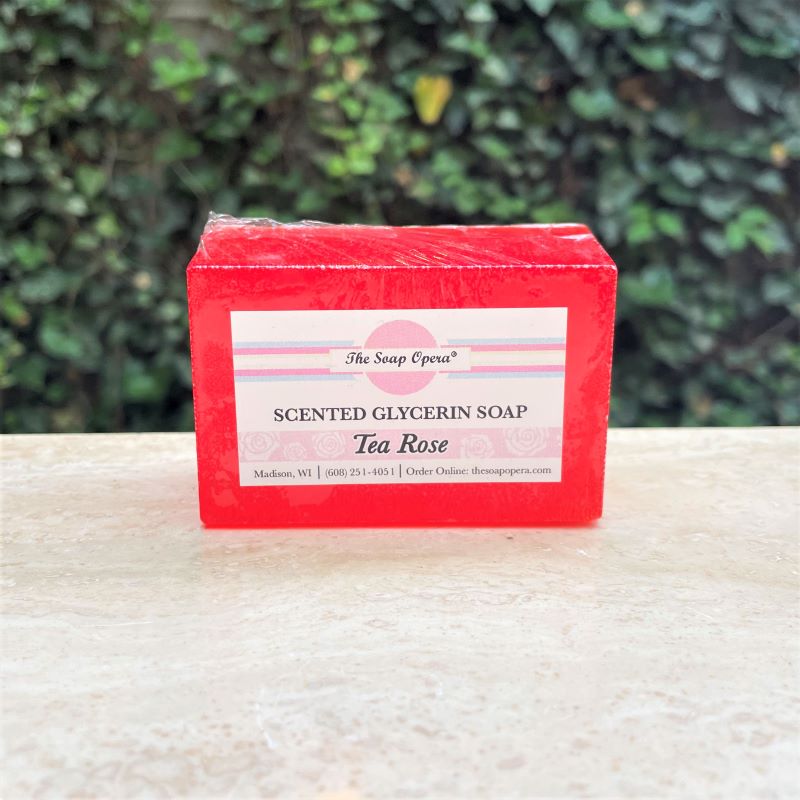 The Soap Opera®
SCENTED GLYCERIN SOAP
Tea Rose
Madison, WI | (608) 251-4051 | Order Online: thesoapopera.com